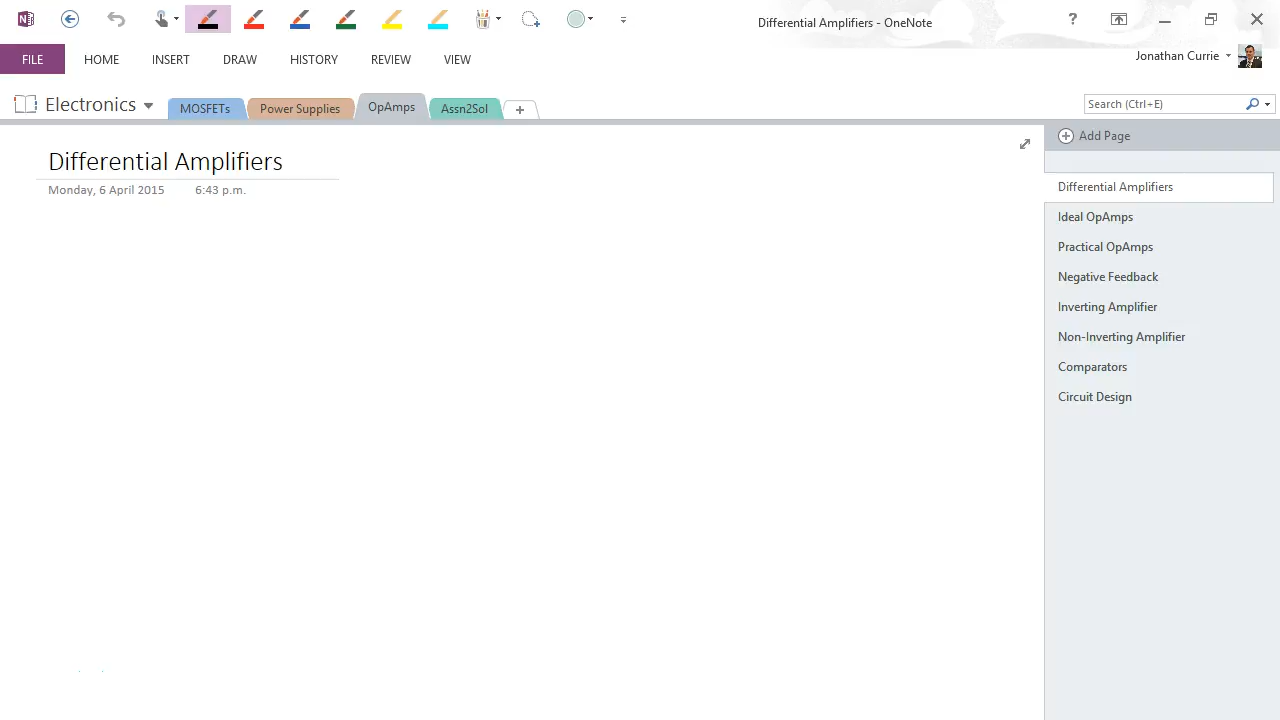 Differential Amplifiers - OneNote
?
FILE HOME INSERT DRAW HISTORY REVIEW VIEW
Jonathan Currie
Electronics
MOSFETs Power Supplies OpAmps Assn2Sol +
Search (Ctrl+E)
Differential Amplifiers
Monday, 6 April 2015 6:43 p.m.
Add Page
Differential Amplifiers
Ideal OpAmps
Practical OpAmps
Negative Feedback
Inverting Amplifier
Non-Inverting Amplifier
Comparators
Circuit Design